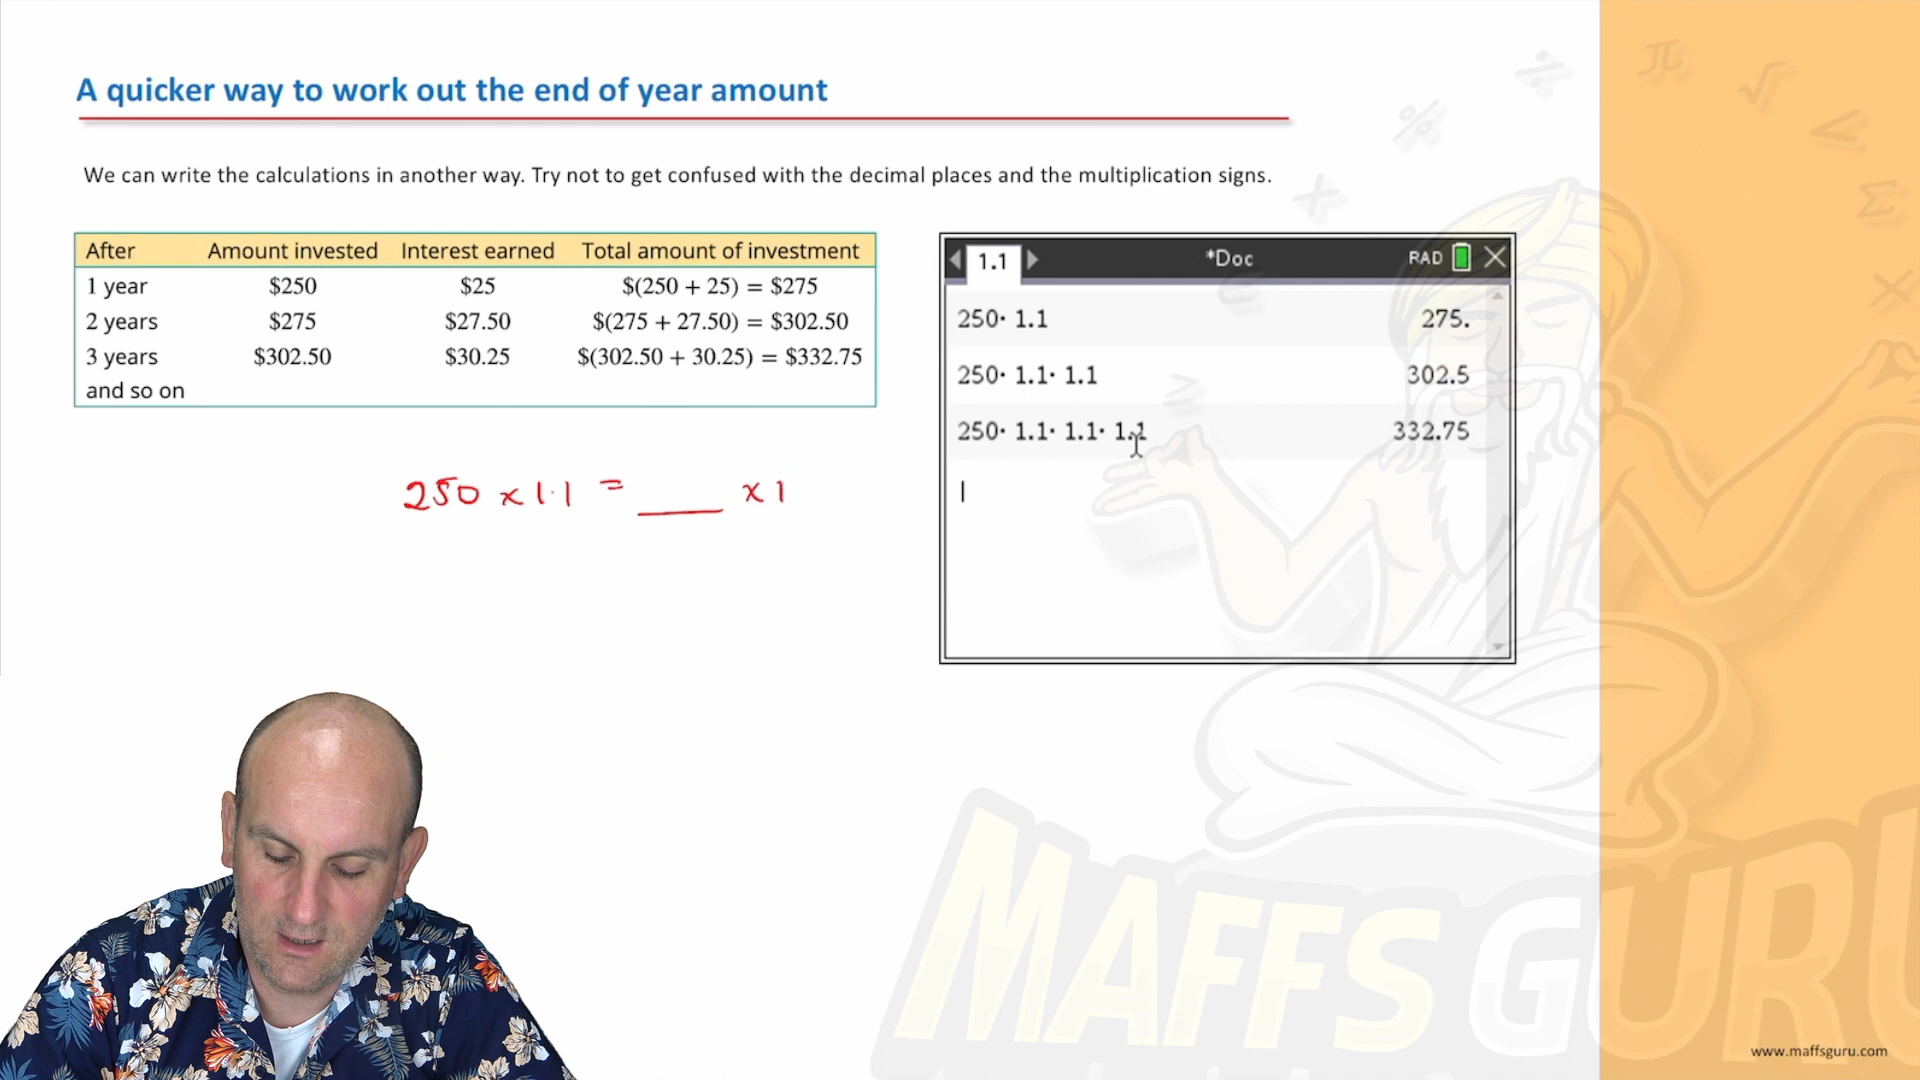 A quicker way to work out the end of year amount
We can write the calculations in another way. Try not to get confused with the decimal places and the multiplication signs.
After Amount invested Interest earned Total amount of investment
1 year $250 $25 $(250 + 25) = $275
2 years $275 $27.50 $(275 + 27.50) = $302.50
3 years $302.50 $30.25 $(302.50 + 30.25) = $332.75
and so on
250 × 1.1 = ____ × 1
1.1 *Doc RAD
250· 1.1 275.
250· 1.1· 1.1 302.5
250· 1.1· 1.1· 1.1 332.75
MAFFS GURU
www.maffsguru.com